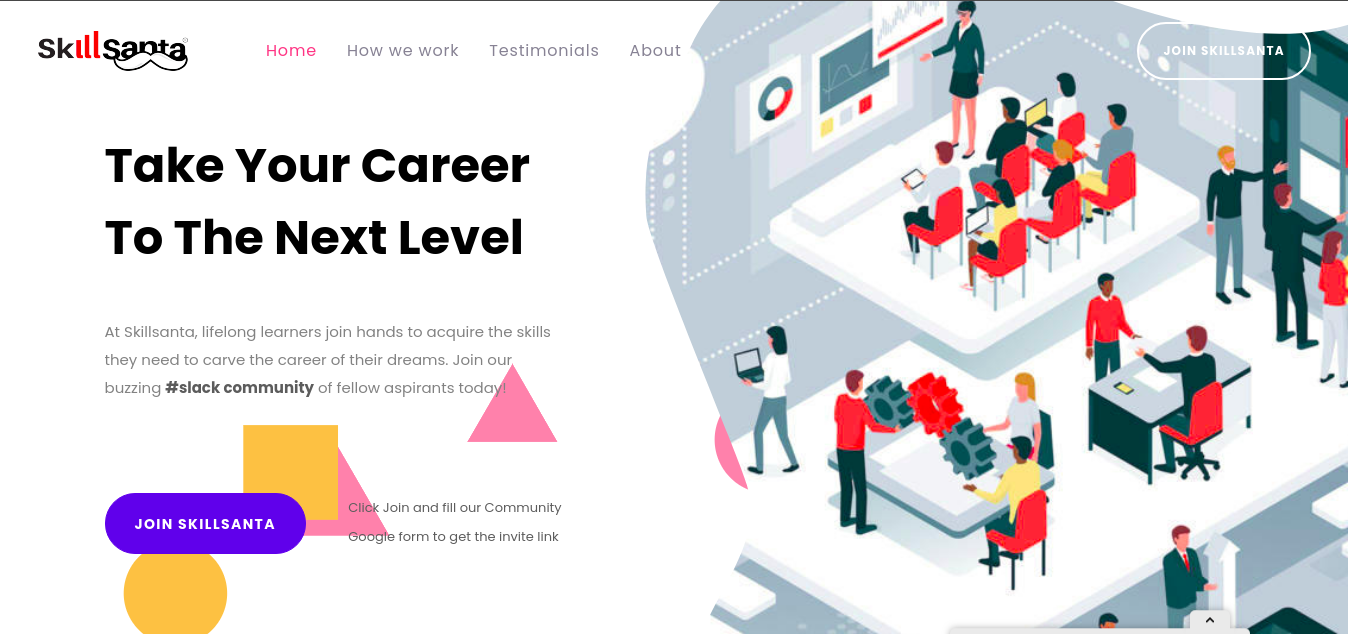 SkillSanta
Home How we work Testimonials About
JOIN SKILLSANTA
Take Your Career
To The Next Level
At Skillsanta, lifelong learners join hands to acquire the skills
they need to carve the career of their dreams. Join our
buzzing #slack community of fellow aspirants today!
JOIN SKILLSANTA
Click Join and fill our Community
Google form to get the invite link